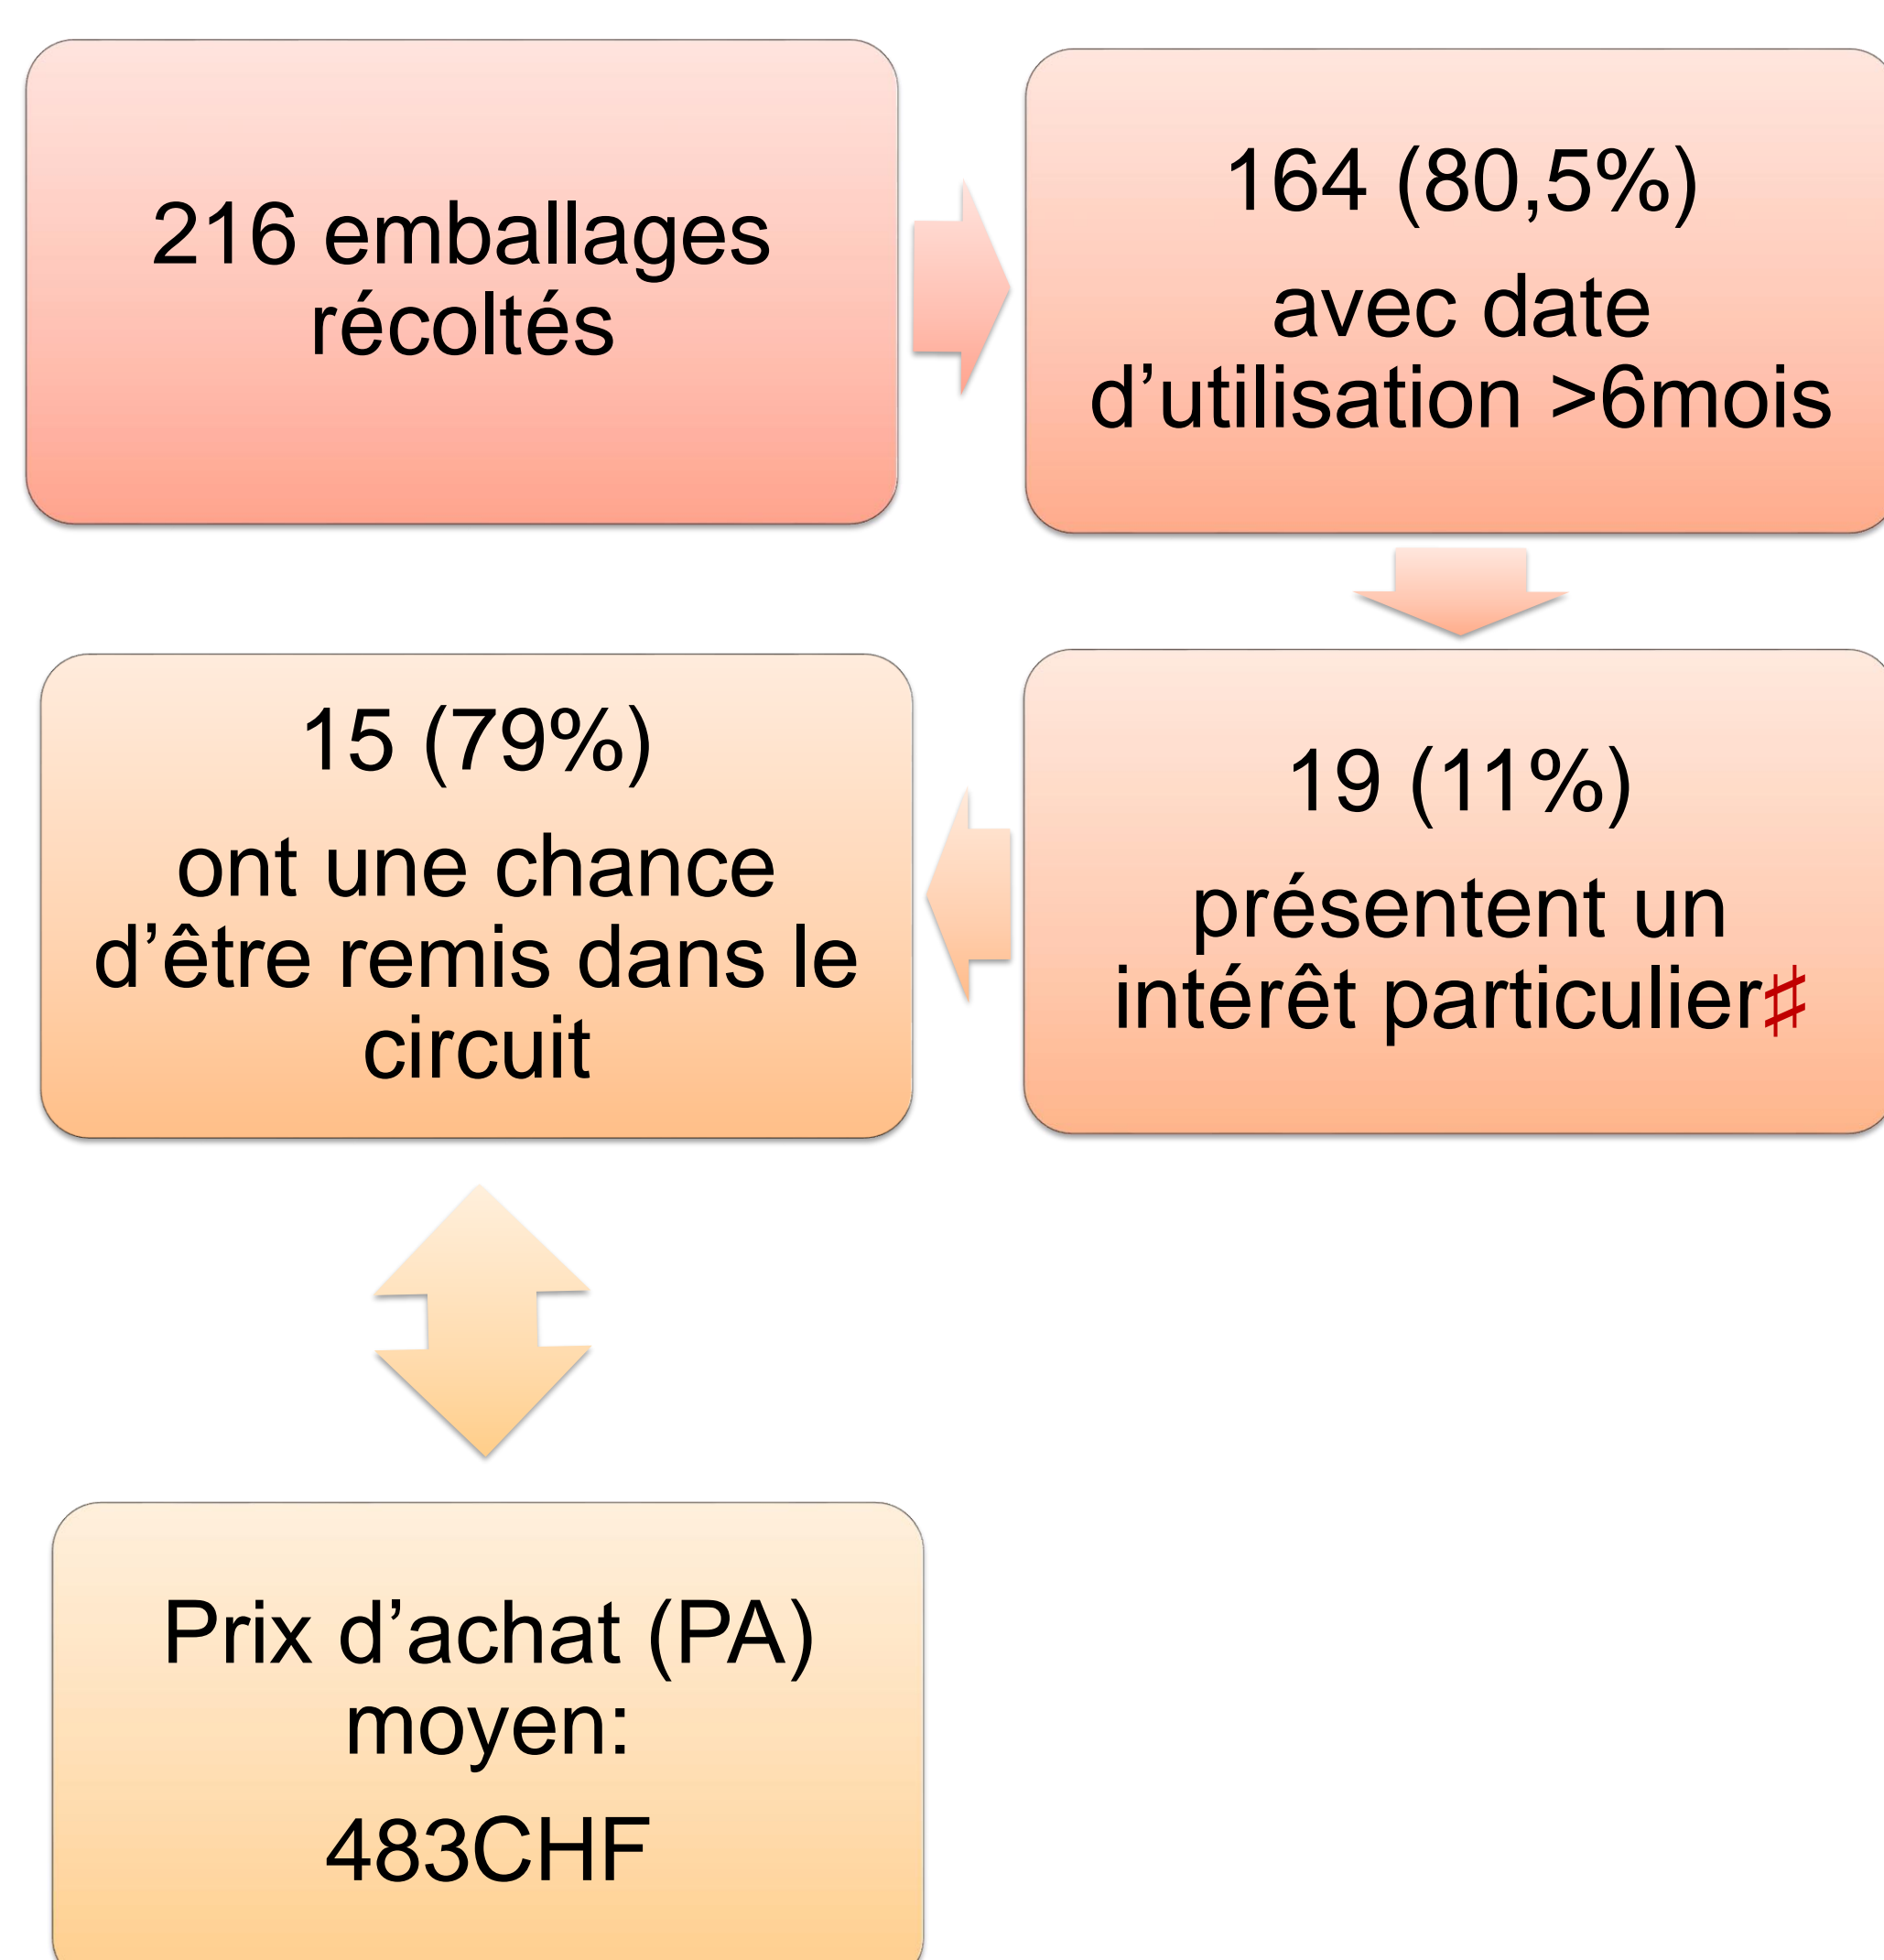 216 emballages
récoltés
164 (80,5%)
avec date
d’utilisation >6mois
19 (11%)
présentent un
intérêt particulier♯
15 (79%)
ont une chance
d’être remis dans le
circuit
Prix d’achat (PA)
moyen:
483CHF